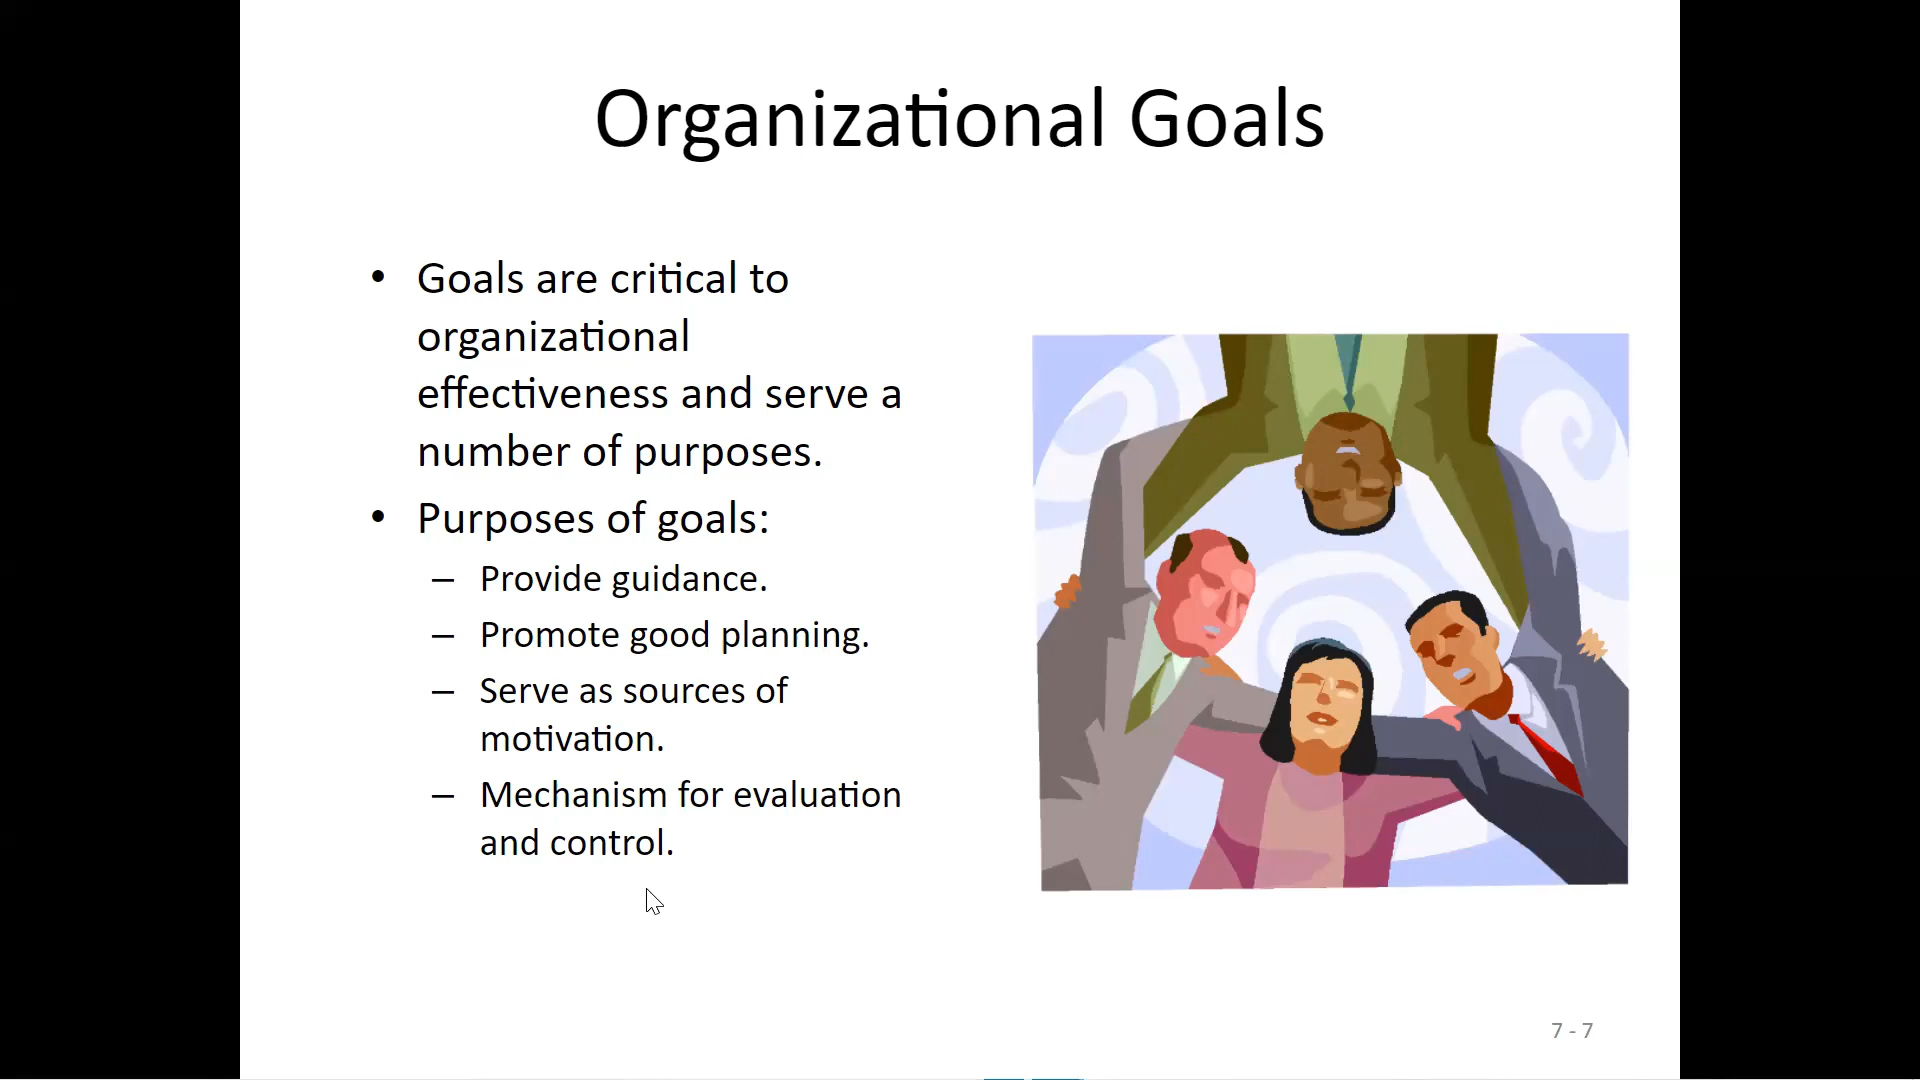 Organizational Goals
• Goals are critical to
organizational
effectiveness and serve a
number of purposes.
• Purposes of goals:
– Provide guidance.
– Promote good planning.
– Serve as sources of
motivation.
– Mechanism for evaluation
and control.
7 - 7